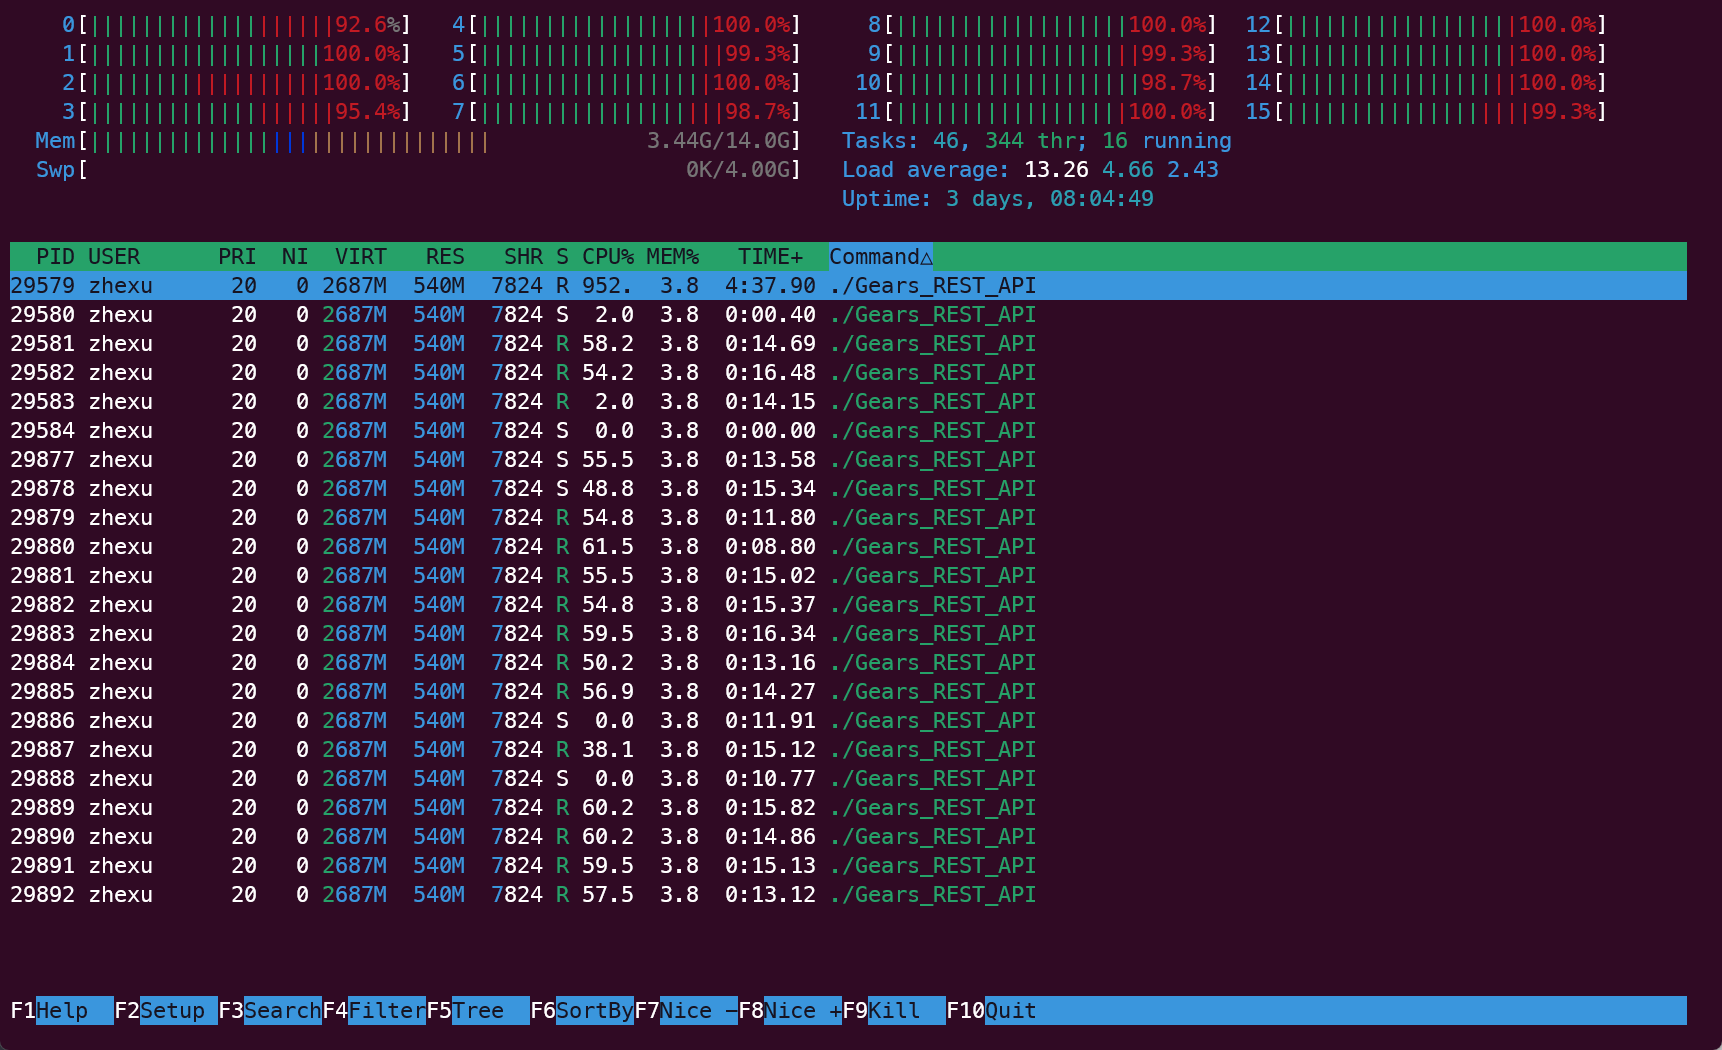 0[|||||||||||||||||||92.6%] 4[||||||||||||||||||100.0%] 8[||||||||||||||||||100.0%] 12[||||||||||||||||||100.0%]
1[||||||||||||||||||100.0%] 5[|||||||||||||||||||99.3%] 9[|||||||||||||||||||99.3%] 13[||||||||||||||||||100.0%]
2[||||||||||||||||||100.0%] 6[||||||||||||||||||100.0%] 10[|||||||||||||||||||98.7%] 14[||||||||||||||||||100.0%]
3[|||||||||||||||||||95.4%] 7[|||||||||||||||||||98.7%] 11[||||||||||||||||||100.0%] 15[|||||||||||||||||||99.3%]
Mem[||||||||||||||||||||||||||||||| 3.44G/14.0G] Tasks: 46, 344 thr; 16 running
Swp[ 0K/4.00G] Load average: 13.26 4.66 2.43
Uptime: 3 days, 08:04:49
PID USER PRI NI VIRT RES SHR S CPU% MEM% TIME+ Command△
29579 zhexu 20 0 2687M 540M 7824 R 952. 3.8 4:37.90 ./Gears_REST_API
29580 zhexu 20 0 2687M 540M 7824 S 2.0 3.8 0:00.40 ./Gears_REST_API
29581 zhexu 20 0 2687M 540M 7824 R 58.2 3.8 0:14.69 ./Gears_REST_API
29582 zhexu 20 0 2687M 540M 7824 R 54.2 3.8 0:16.48 ./Gears_REST_API
29583 zhexu 20 0 2687M 540M 7824 R 2.0 3.8 0:14.15 ./Gears_REST_API
29584 zhexu 20 0 2687M 540M 7824 S 0.0 3.8 0:00.00 ./Gears_REST_API
29877 zhexu 20 0 2687M 540M 7824 S 55.5 3.8 0:13.58 ./Gears_REST_API
29878 zhexu 20 0 2687M 540M 7824 S 48.8 3.8 0:15.34 ./Gears_REST_API
29879 zhexu 20 0 2687M 540M 7824 R 54.8 3.8 0:11.80 ./Gears_REST_API
29880 zhexu 20 0 2687M 540M 7824 R 61.5 3.8 0:08.80 ./Gears_REST_API
29881 zhexu 20 0 2687M 540M 7824 R 55.5 3.8 0:15.02 ./Gears_REST_API
29882 zhexu 20 0 2687M 540M 7824 R 54.8 3.8 0:15.37 ./Gears_REST_API
29883 zhexu 20 0 2687M 540M 7824 R 59.5 3.8 0:16.34 ./Gears_REST_API
29884 zhexu 20 0 2687M 540M 7824 R 50.2 3.8 0:13.16 ./Gears_REST_API
29885 zhexu 20 0 2687M 540M 7824 R 56.9 3.8 0:14.27 ./Gears_REST_API
29886 zhexu 20 0 2687M 540M 7824 S 0.0 3.8 0:11.91 ./Gears_REST_API
29887 zhexu 20 0 2687M 540M 7824 R 38.1 3.8 0:15.12 ./Gears_REST_API
29888 zhexu 20 0 2687M 540M 7824 S 0.0 3.8 0:10.77 ./Gears_REST_API
29889 zhexu 20 0 2687M 540M 7824 R 60.2 3.8 0:15.82 ./Gears_REST_API
29890 zhexu 20 0 2687M 540M 7824 R 60.2 3.8 0:14.86 ./Gears_REST_API
29891 zhexu 20 0 2687M 540M 7824 R 59.5 3.8 0:15.13 ./Gears_REST_API
29892 zhexu 20 0 2687M 540M 7824 R 57.5 3.8 0:13.12 ./Gears_REST_API
F1Help F2Setup F3SearchF4FilterF5Tree F6SortByF7Nice -F8Nice +F9Kill F10Quit